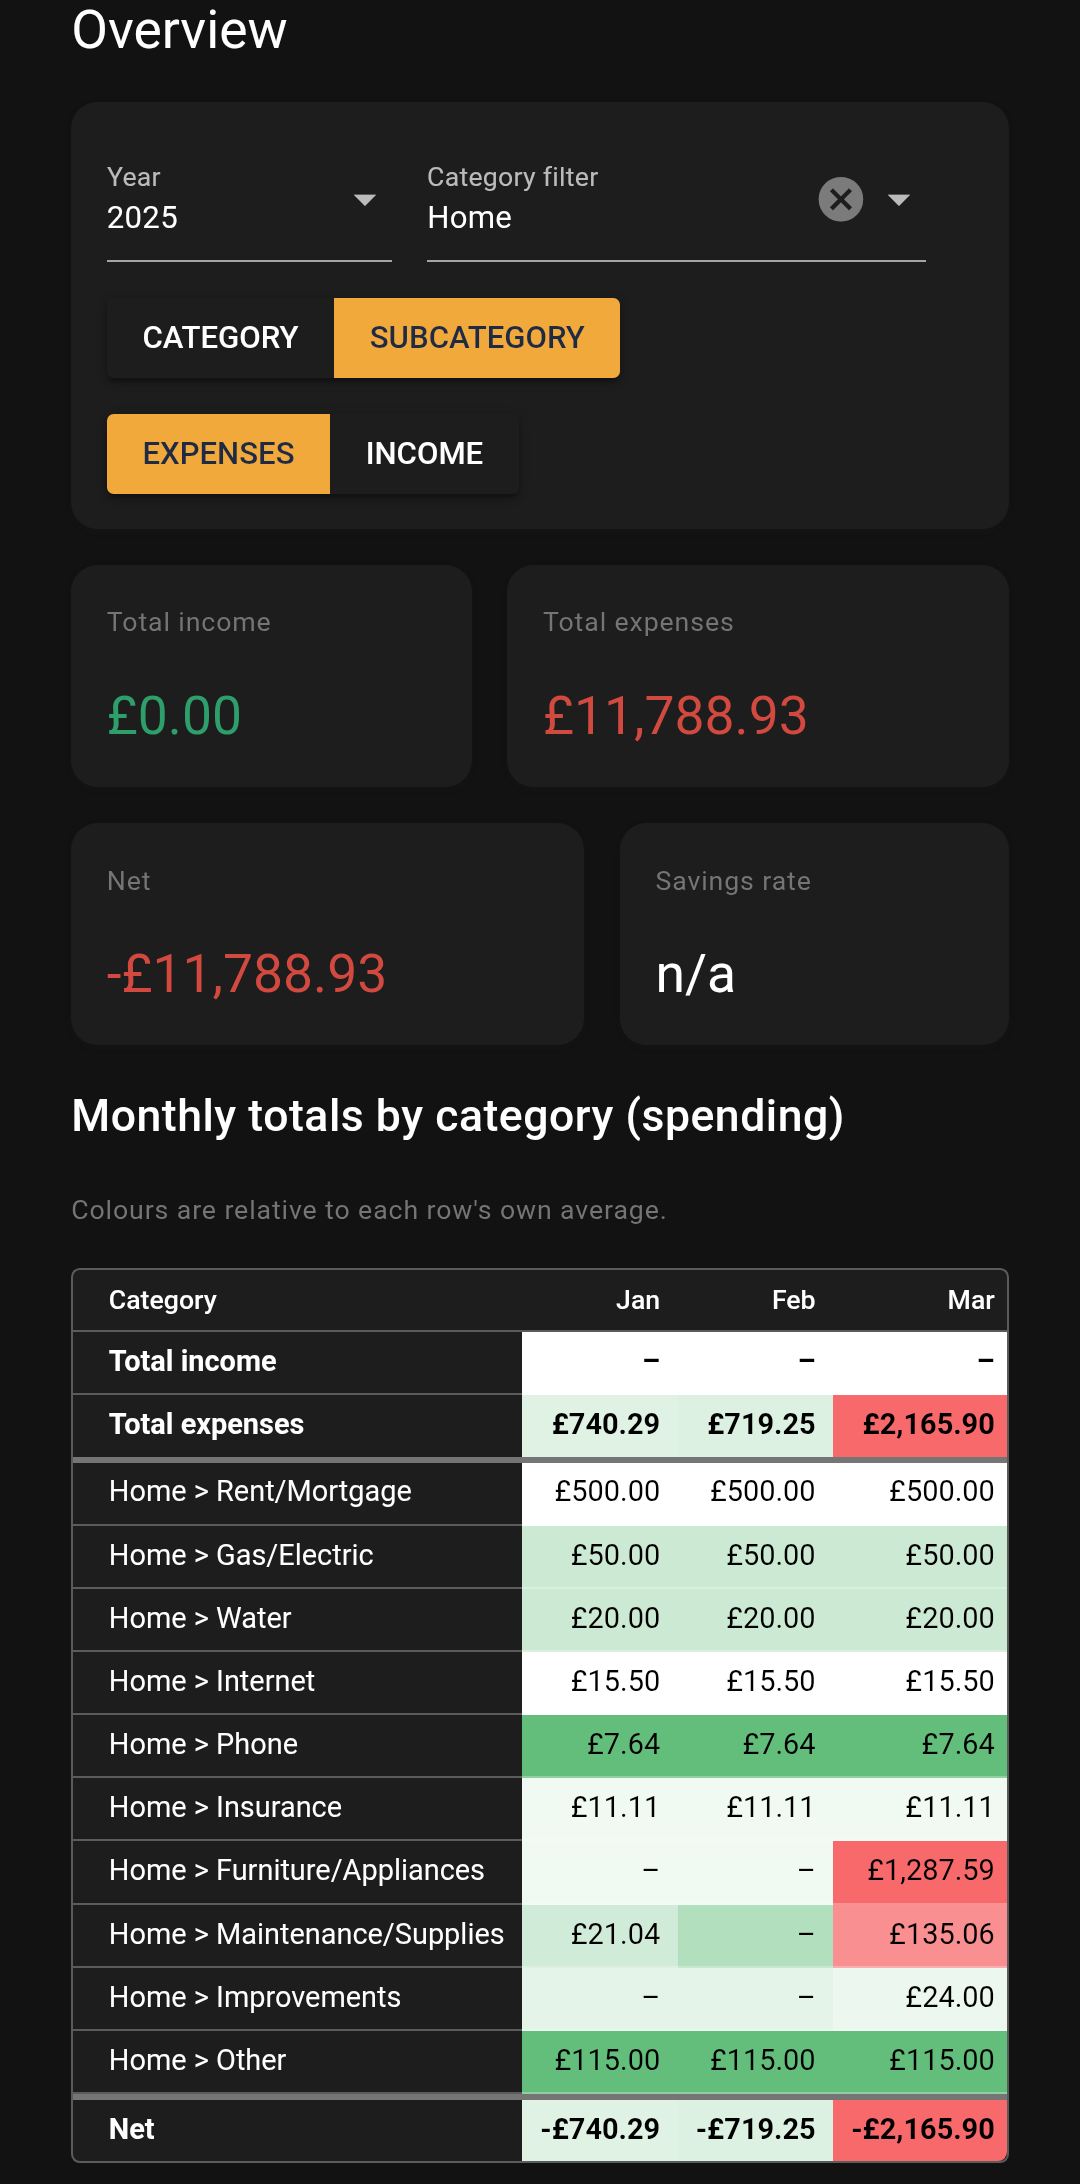 Overview
Year
2025
Category filter
Home
CATEGORY SUBCATEGORY
EXPENSES INCOME
Total income
£0.00
Total expenses
£11,788.93
Net
-£11,788.93
Savings rate
n/a
Monthly totals by category (spending)
Colours are relative to each row's own average.
Category Jan Feb Mar
Total income – – –
Total expenses £740.29 £719.25 £2,165.90
Home > Rent/Mortgage £500.00 £500.00 £500.00
Home > Gas/Electric £50.00 £50.00 £50.00
Home > Water £20.00 £20.00 £20.00
Home > Internet £15.50 £15.50 £15.50
Home > Phone £7.64 £7.64 £7.64
Home > Insurance £11.11 £11.11 £11.11
Home > Furniture/Appliances – – £1,287.59
Home > Maintenance/Supplies £21.04 – £135.06
Home > Improvements – – £24.00
Home > Other £115.00 £115.00 £115.00
Net -£740.29 -£719.25 -£2,165.90